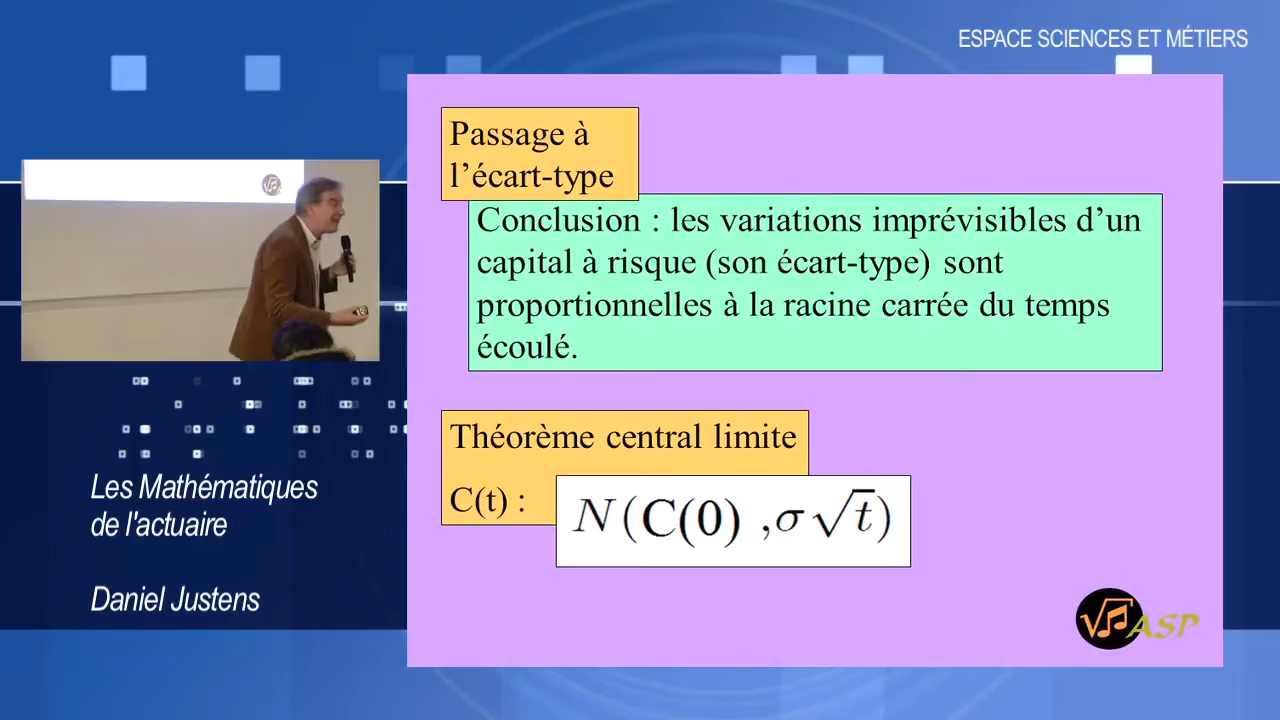 ESPACE SCIENCES ET MÉTIERS
Passage à
l’écart-type
Conclusion : les variations imprévisibles d’un
capital à risque (son écart-type) sont
proportionnelles à la racine carrée du temps
écoulé.
Théorème central limite
C(t) : N(C(0) ,σ√t)
Les Mathématiques
de l'actuaire
Daniel Justens
ASP